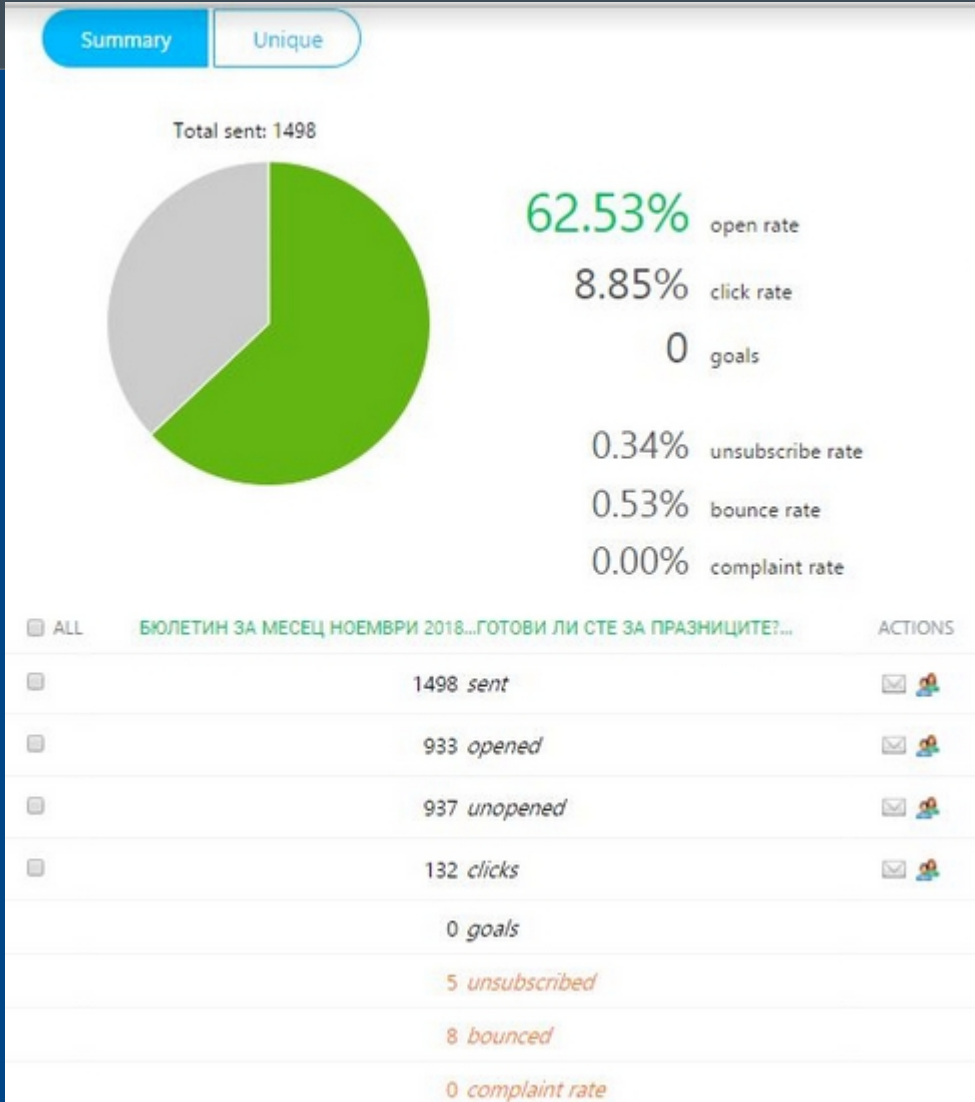 Summary Unique
Total sent: 1498
62.53% open rate
8.85% click rate
0 goals
0.34% unsubscribe rate
0.53% bounce rate
0.00% complaint rate
ALL БЮЛЕТИН ЗА МЕСЕЦ НОЕМВРИ 2018...ГОТОВИ ЛИ СТЕ ЗА ПРАЗНИЦИТЕ?... ACTIONS
1498 sent
933 opened
937 unopened
132 clicks
0 goals
5 unsubscribed
8 bounced
0 complaint rate